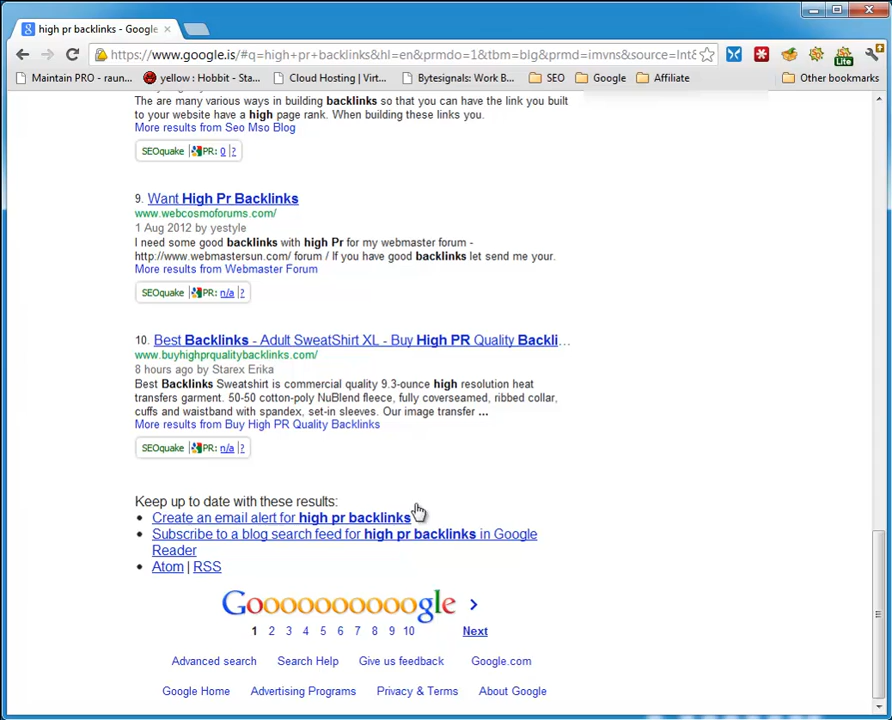 high pr backlinks - Google
https://www.google.is/#q=high+pr+backlinks&hl=en&prmdo=1&tbm=blg&prmd=imvns&source=lnt&
Maintain PRO - raun... yellow : Hobbit - Sta... Cloud Hosting | Virt... Bytesignals: Work B... SEO Google Affiliate Other bookmarks
Lite
The are many various ways in building backlinks so that you can have the link you built
to your website have a high page rank. When building these links you.
More results from Seo Mso Blog
SEOquake PR: 0 ?
9. Want High Pr Backlinks
www.webcosmoforums.com/
1 Aug 2012 by yestyle
I need some good backlinks with high Pr for my webmaster forum -
http://www.webmastersun.com/ forum / If you have good backlinks let send me your.
More results from Webmaster Forum
SEOquake PR: n/a ?
10. Best Backlinks - Adult SweatShirt XL - Buy High PR Quality Backli...
www.buyhighprqualitybacklinks.com/
8 hours ago by Starex Erika
Best Backlinks Sweatshirt is commercial quality 9.3-ounce high resolution heat
transfers garment. 50-50 cotton-poly NuBlend fleece, fully coverseamed, ribbed collar,
cuffs and waistband with spandex, set-in sleeves. Our image transfer ...
More results from Buy High PR Quality Backlinks
SEOquake PR: n/a ?
Keep up to date with these results:
• Create an email alert for high pr backlinks
• Subscribe to a blog search feed for high pr backlinks in Google
Reader
• Atom | RSS
Goooooooooogle >
1 2 3 4 5 6 7 8 9 10 Next
Advanced search Search Help Give us feedback Google.com
Google Home Advertising Programs Privacy & Terms About Google